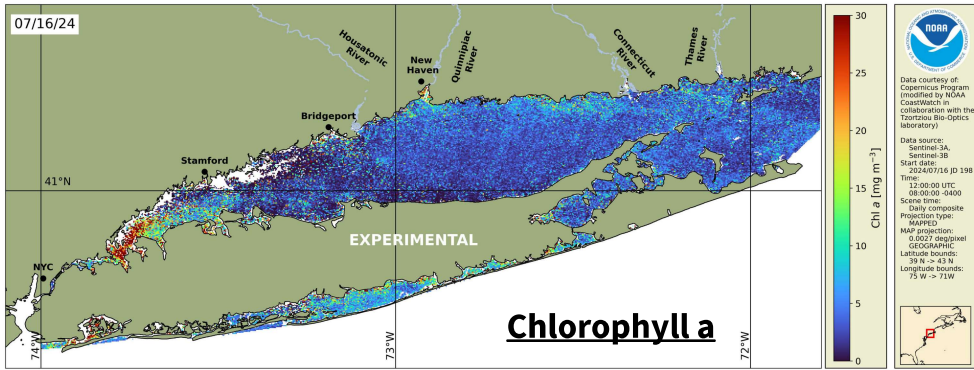 07/16/24
Housatonic
River
Quinnipiac
River
Connecticut
River
Thames
River
New
Haven
Bridgeport
Stamford
41°N
NYC
EXPERIMENTAL
Chlorophyll a
74°W
73°W
72°W
30
25
20
15
10
5
0
Chl a [mg m⁻³]
NOAA
Data courtesy of:
Copernicus Program
(modified by NOAA
CoastWatch in
collaboration with the
Tzortziou Bio-Optics
laboratory)
Data source:
Sentinel-3A,
Sentinel-3B
Start date:
2024/07/16 JD 198
Time:
12:00:00 UTC
08:00:00 -0400
Scene time:
Daily composite
Projection type:
MAPPED
MAP projection:
0.0027 deg/pixel
GEOGRAPHIC
Latitude bounds:
39 N -> 43 N
Longitude bounds:
75 W -> 71W